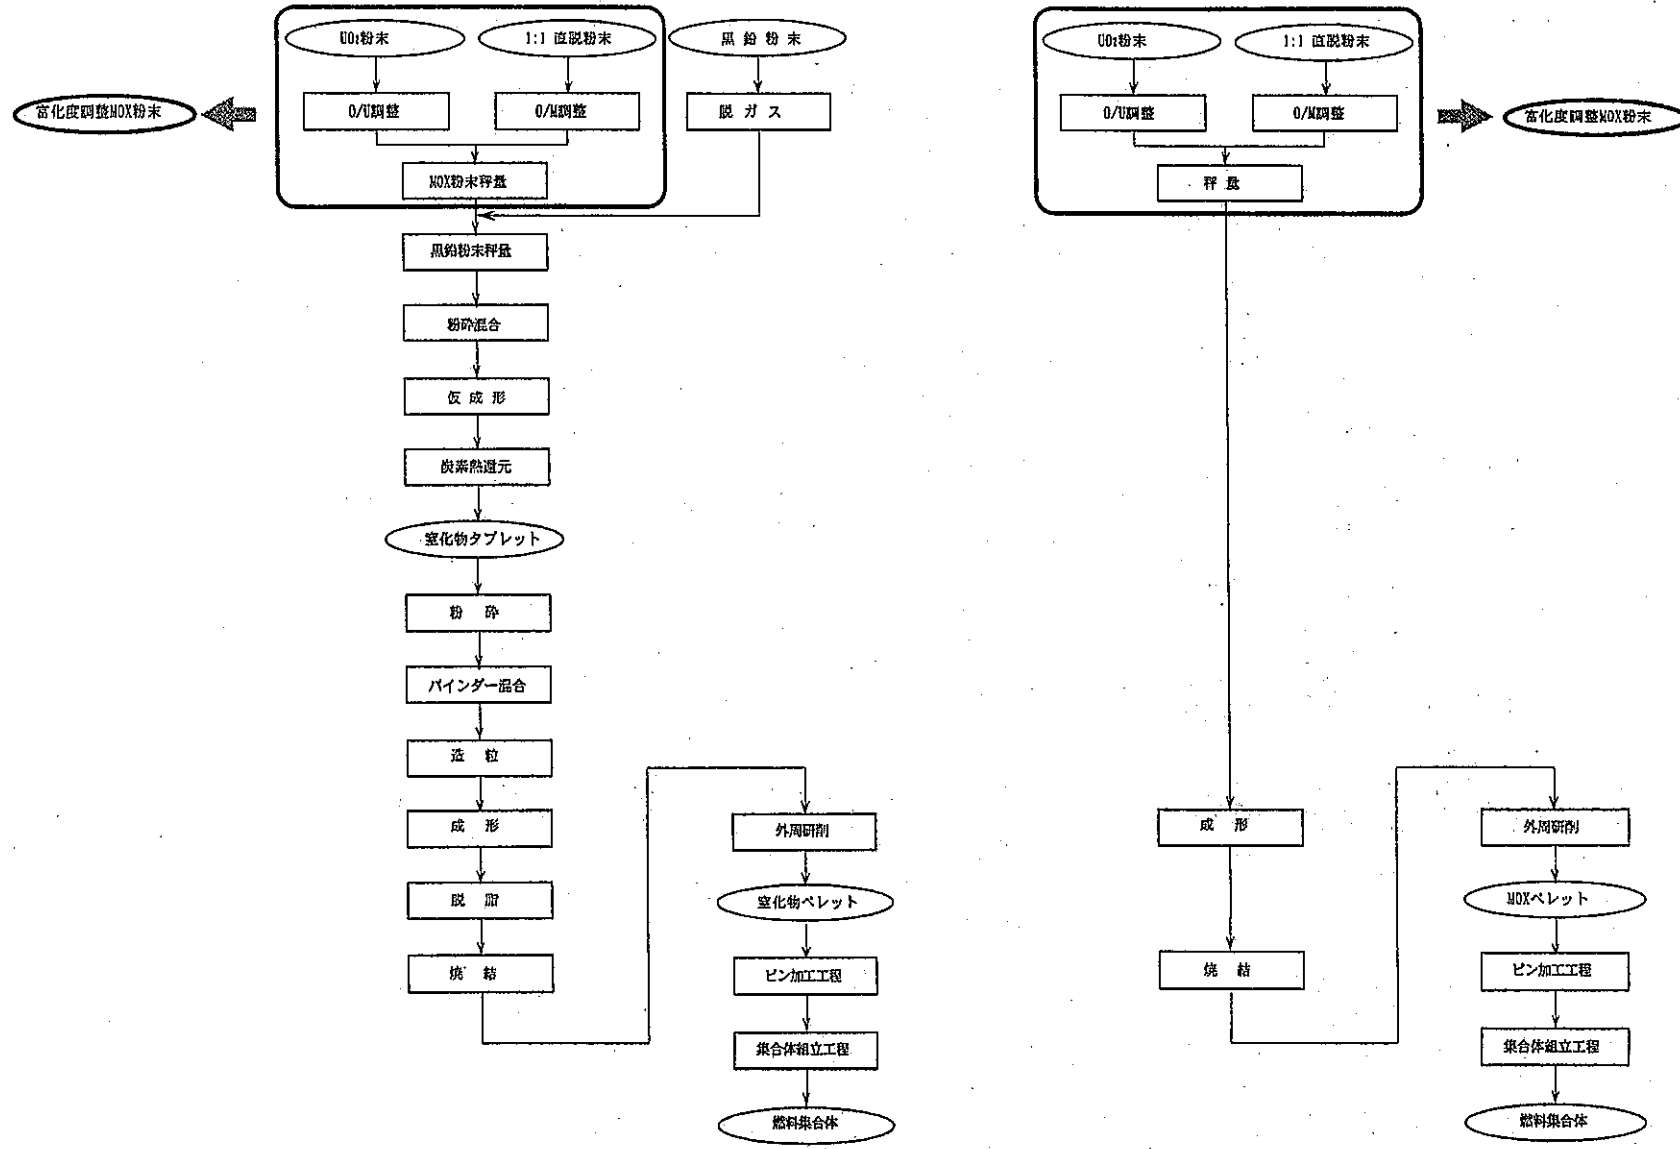 UO₂粉末
1:1 直脱粉末
黒鉛粉末
富化度調整MOX粉末
O/U調整
O/M調整
脱ガス
MOX粉末秤量
黒鉛粉末秤量
粉砕混合
仮成形
炭素熱還元
窒化物タブレット
粉 砕
バインダー混合
造 粒
成 形
脱 脂
焼 結
外周研削
窒化物ペレット
ピン加工工程
集合体組立工程
燃料集合体
UO₂粉末
1:1 直脱粉末
O/U調整
O/M調整
富化度調整MOX粉末
秤 量
成 形
焼 結
外周研削
MOXペレット
ピン加工工程
集合体組立工程
燃料集合体